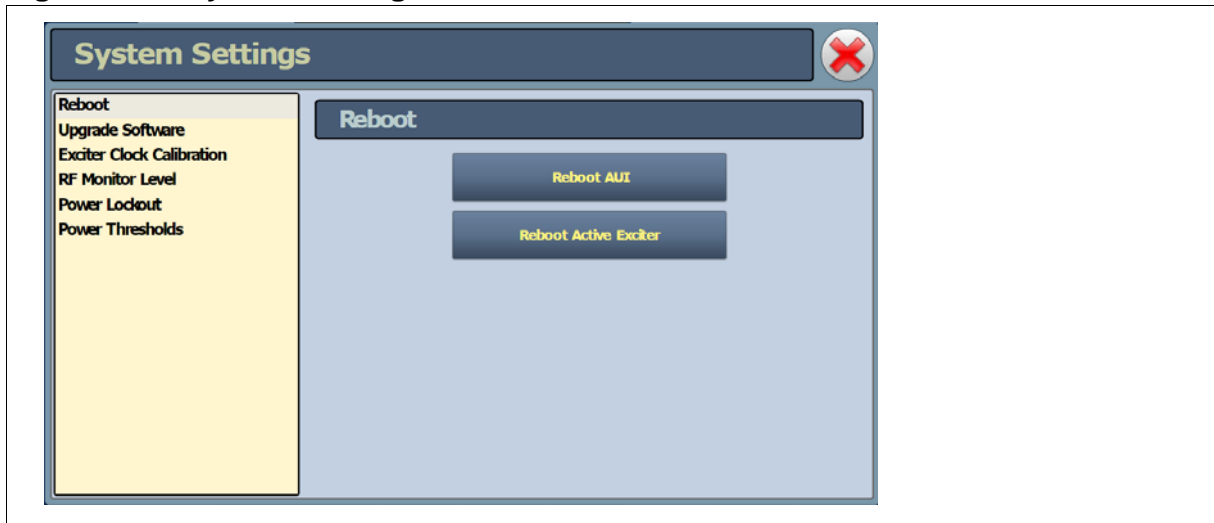 System Settings
Reboot
Upgrade Software
Exciter Clock Calibration
RF Monitor Level
Power Lockout
Power Thresholds
Reboot
Reboot AUI
Reboot Active Exciter